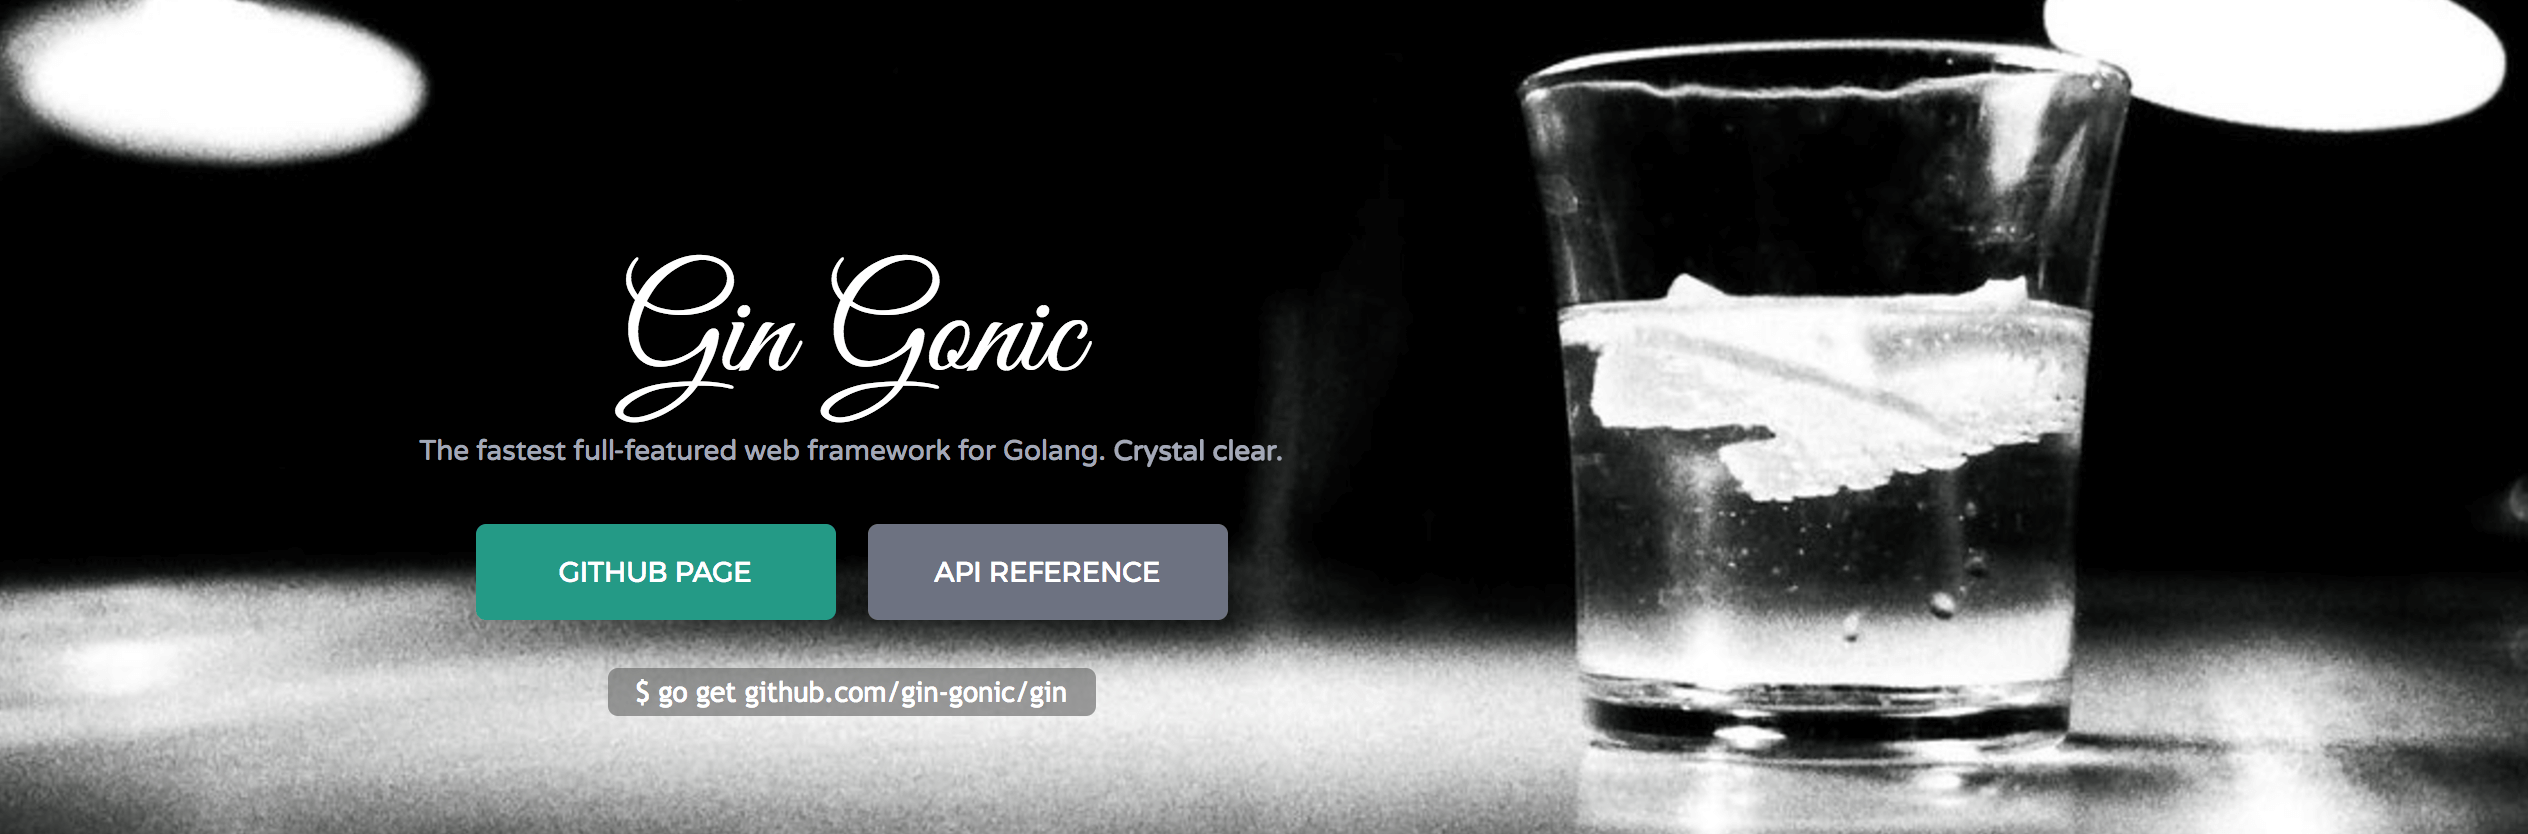 Gin Gonic
The fastest full-featured web framework for Golang. Crystal clear.
GITHUB PAGE
API REFERENCE
$ go get github.com/gin-gonic/gin